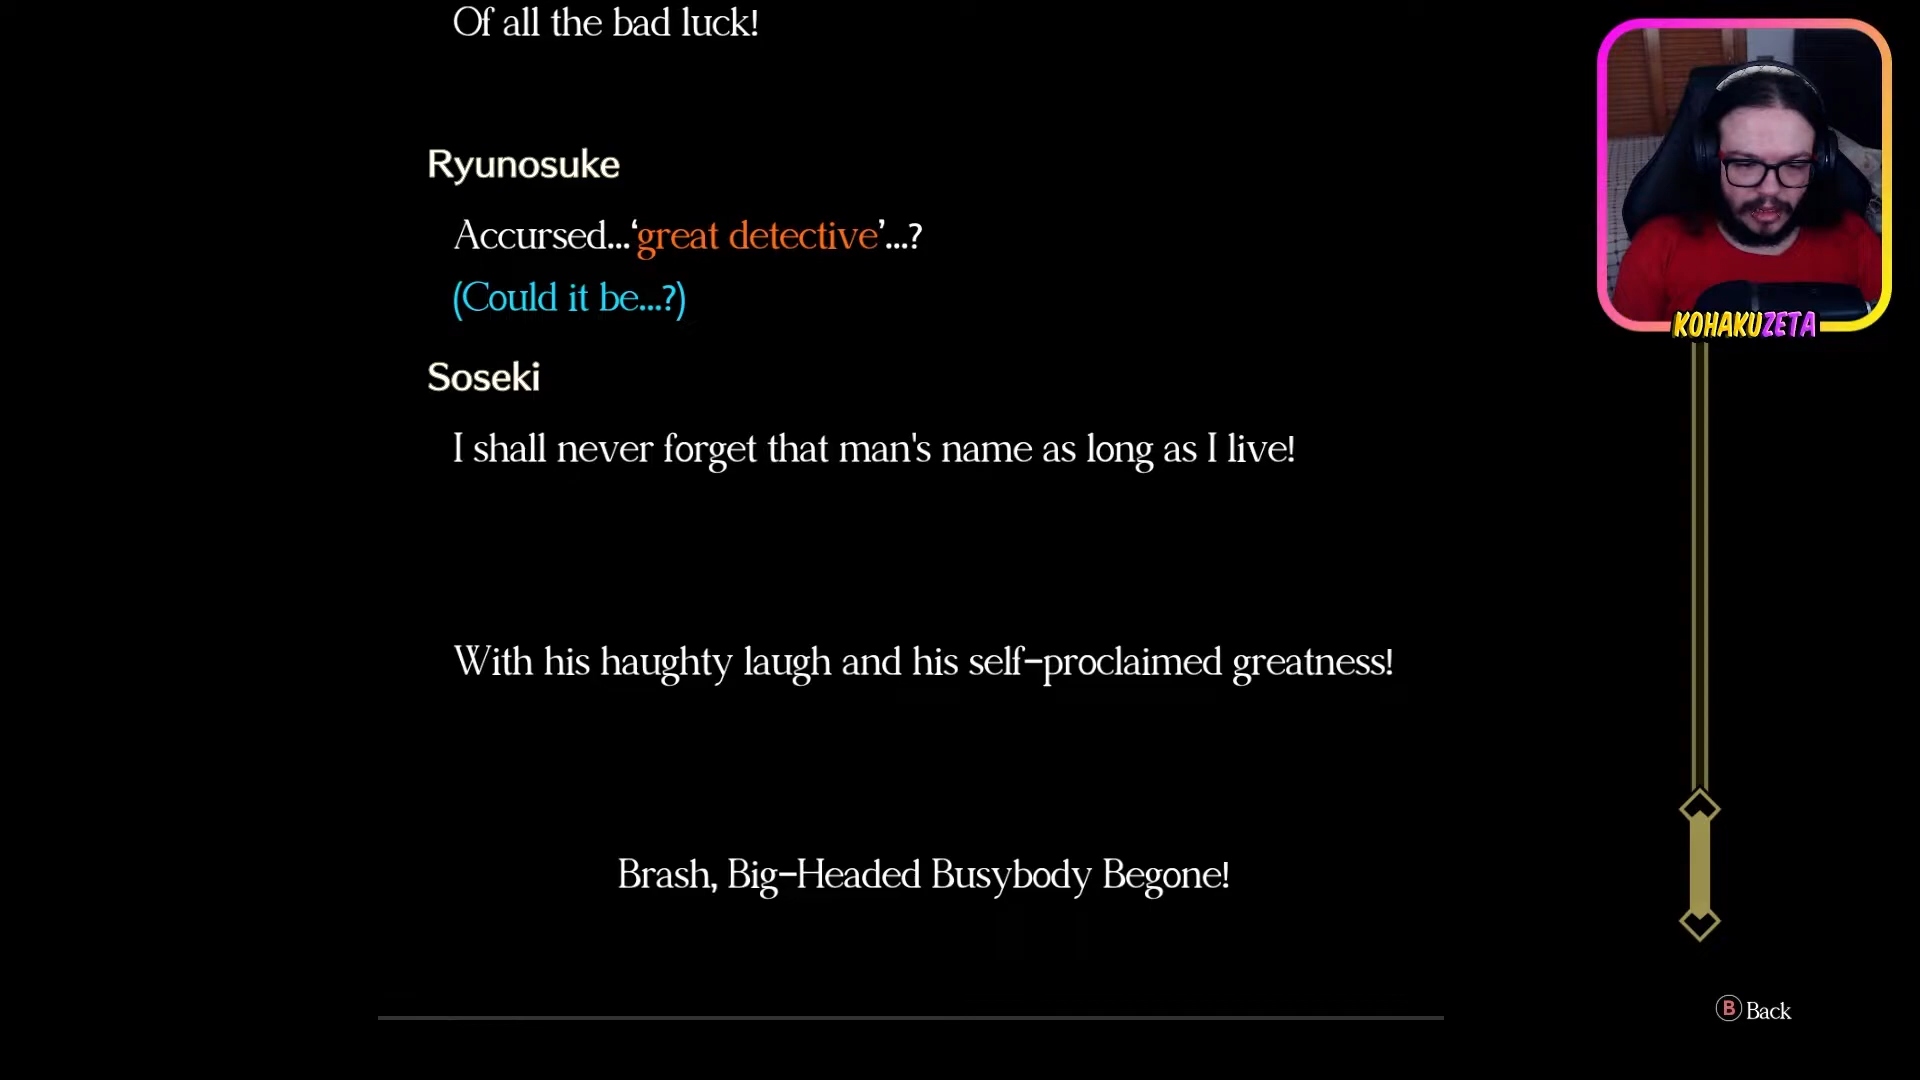 Of all the bad luck!
Ryunosuke
Accursed...‘great detective’...?
(Could it be...?)
Soseki
I shall never forget that man's name as long as I live!
With his haughty laugh and his self-proclaimed greatness!
Brash, Big-Headed Busybody Begone!
KOHAKUZETA
B Back